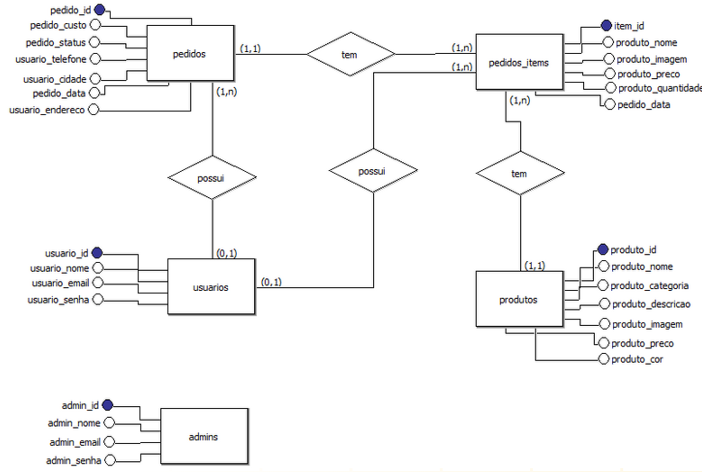 pedido_id
pedido_custo
pedido_status
usuario_telefone
usuario_cidade
pedido_data
usuario_endereco
pedidos
(1,1)
tem
(1,n)
(1,n)
pedidos_items
item_id
produto_nome
produto_imagem
produto_preco
produto_quantidade
pedido_data
(1,n)
(1,n)
possui
possui
tem
usuario_id
usuario_nome
usuario_email
usuario_senha
(0,1)
usuarios
(0,1)
(1,1)
produtos
produto_id
produto_nome
produto_categoria
produto_descricao
produto_imagem
produto_preco
produto_cor
admin_id
admin_nome
admin_email
admin_senha
admins